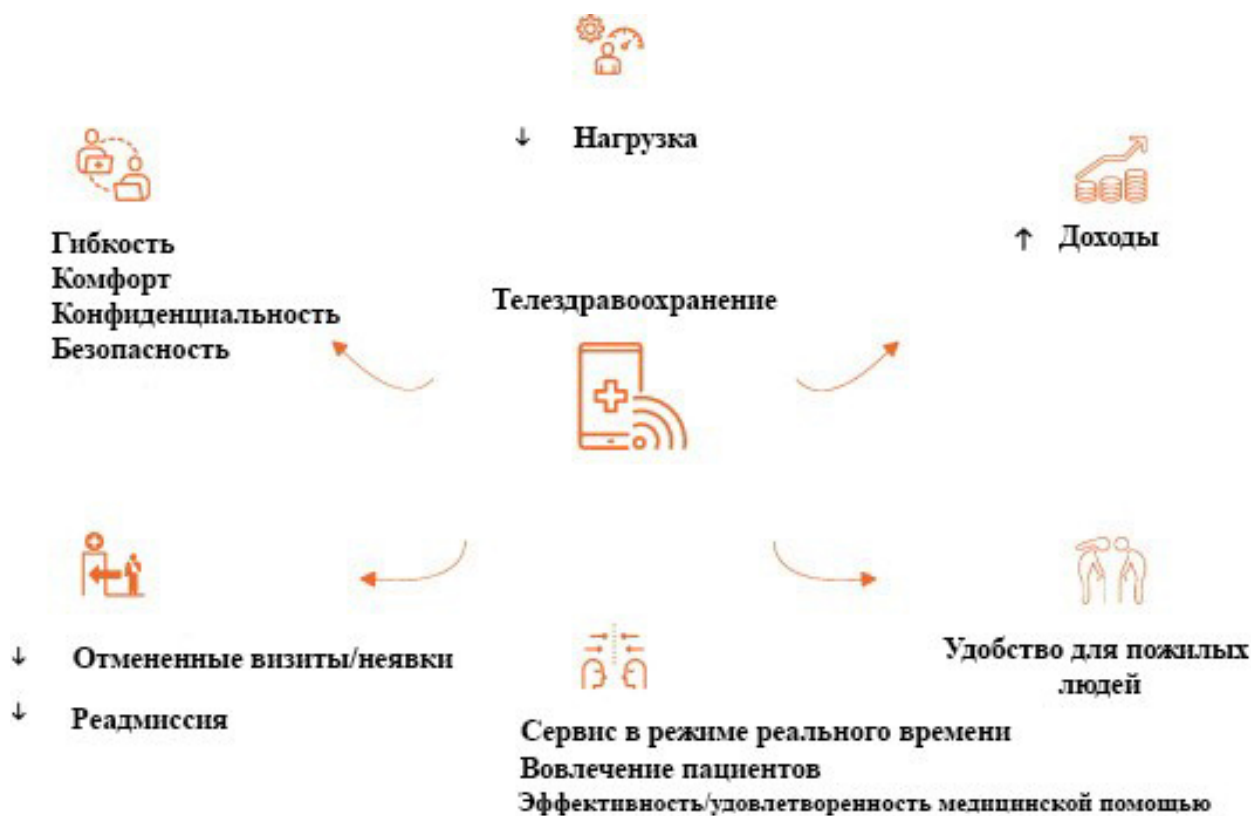 ↓ Нагрузка
Гибкость
Комфорт
Конфиденциальность
Безопасность
↑ Доходы
Телездравоохранение
↓ Отмененные визиты/неявки
↓ Реадмиссия
Удобство для пожилых
людей
Сервис в режиме реального времени
Вовлечение пациентов
Эффективность/удовлетворенность медицинской помощью